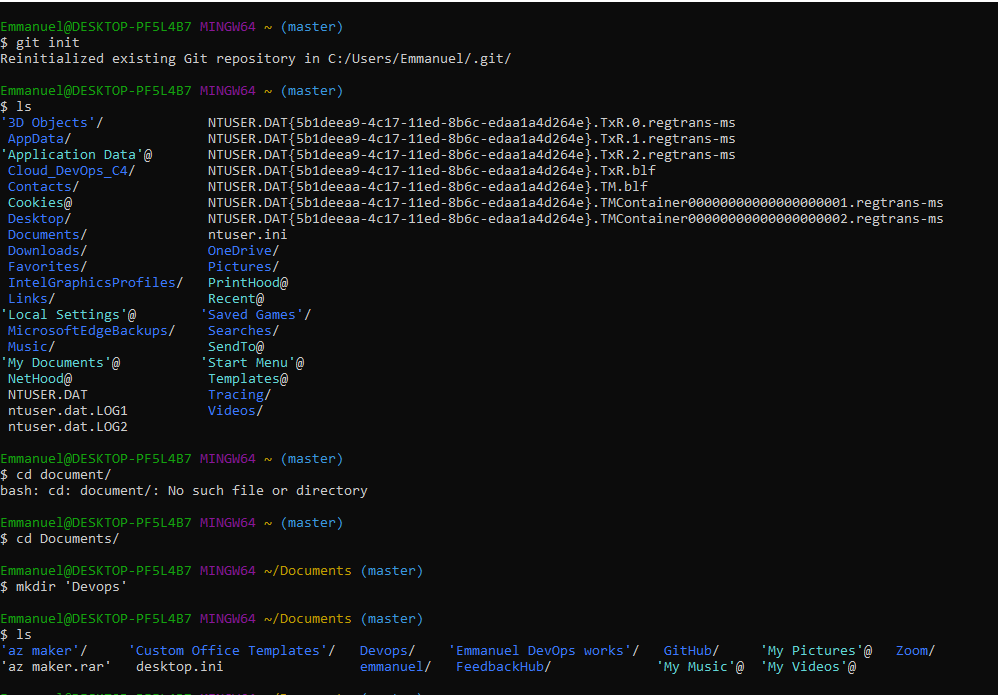 Emmanuel@DESKTOP-PF5L4B7 MINGW64 ~ (master)
$ git init
Reinitialized existing Git repository in C:/Users/Emmanuel/.git/
Emmanuel@DESKTOP-PF5L4B7 MINGW64 ~ (master)
$ ls
'3D Objects'/ NTUSER.DAT{5b1deea9-4c17-11ed-8b6c-edaa1a4d264e}.TxR.0.regtrans-ms
AppData/ NTUSER.DAT{5b1deea9-4c17-11ed-8b6c-edaa1a4d264e}.TxR.1.regtrans-ms
'Application Data'@ NTUSER.DAT{5b1deea9-4c17-11ed-8b6c-edaa1a4d264e}.TxR.2.regtrans-ms
Cloud_DevOps_C4/ NTUSER.DAT{5b1deea9-4c17-11ed-8b6c-edaa1a4d264e}.TxR.blf
Contacts/ NTUSER.DAT{5b1deeaa-4c17-11ed-8b6c-edaa1a4d264e}.TM.blf
Cookies@ NTUSER.DAT{5b1deeaa-4c17-11ed-8b6c-edaa1a4d264e}.TMContainer00000000000000000001.regtrans-ms
Desktop/ NTUSER.DAT{5b1deeaa-4c17-11ed-8b6c-edaa1a4d264e}.TMContainer00000000000000000002.regtrans-ms
Documents/ ntuser.ini
Downloads/ OneDrive/
Favorites/ Pictures/
IntelGraphicsProfiles/ PrintHood@
Links/ Recent@
'Local Settings'@ 'Saved Games'/
MicrosoftEdgeBackups/ Searches/
Music/ SendTo@
'My Documents'@ 'Start Menu'@
NetHood@ Templates@
NTUSER.DAT Tracing/
ntuser.dat.LOG1 Videos/
ntuser.dat.LOG2
Emmanuel@DESKTOP-PF5L4B7 MINGW64 ~ (master)
$ cd document/
bash: cd: document/: No such file or directory
Emmanuel@DESKTOP-PF5L4B7 MINGW64 ~ (master)
$ cd Documents/
Emmanuel@DESKTOP-PF5L4B7 MINGW64 ~/Documents (master)
$ mkdir 'Devops'
Emmanuel@DESKTOP-PF5L4B7 MINGW64 ~/Documents (master)
$ ls
'az maker'/ 'Custom Office Templates'/ Devops/ 'Emmanuel DevOps works'/ GitHub/ 'My Pictures'@ Zoom/
'az maker.rar' desktop.ini emmanuel/ FeedbackHub/ 'My Music'@ 'My Videos'@